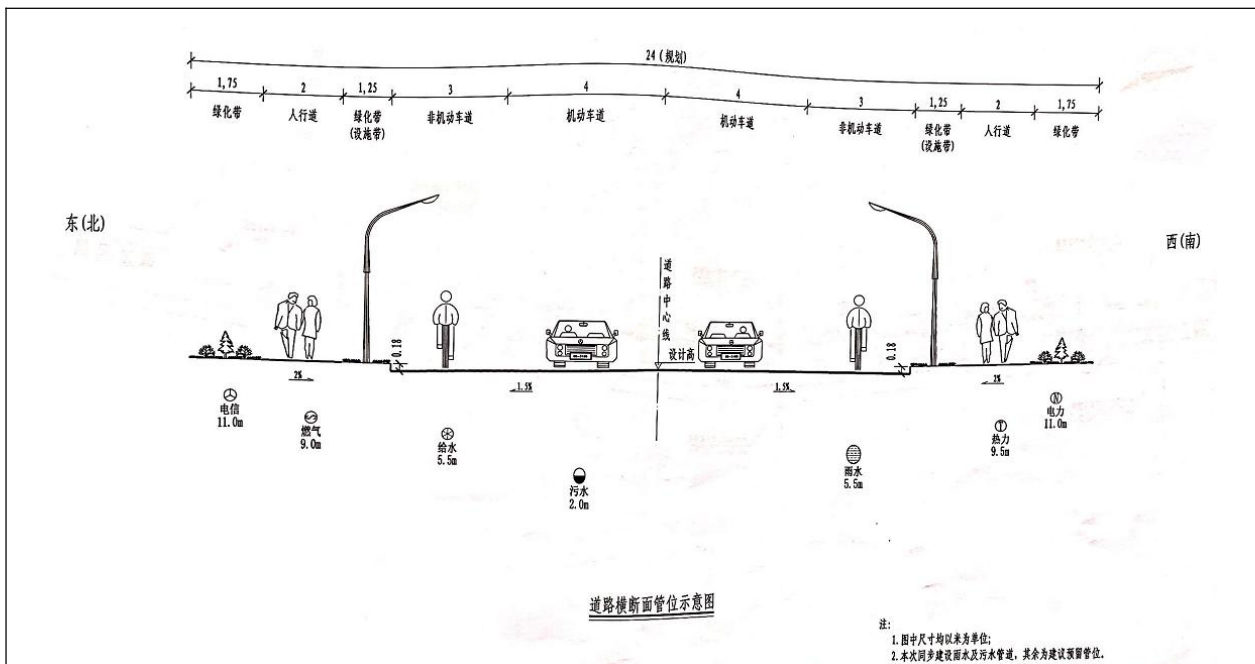 24(规划)
1,75 2 1,25 3 4 4 3 1,25 2 1,75
绿化带 人行道 绿化带 非机动车道 机动车道 机动车道 非机动车道 绿化带 人行道 绿化带
(设施带) (设施带)
东(北)
西(南)
道路中心线
设计高
0.18
0.18
2% 1.5% 1.5% 2%
电信
11.0m
燃气
9.0m
给水
5.5m
污水
2.0m
雨水
5.5m
热力
9.5m
N
电力
11.0m
道路横断面管位示意图
注:
1.图中尺寸均以米为单位;
2.本次同步建设雨水及污水管道,其余为建议预留管位.